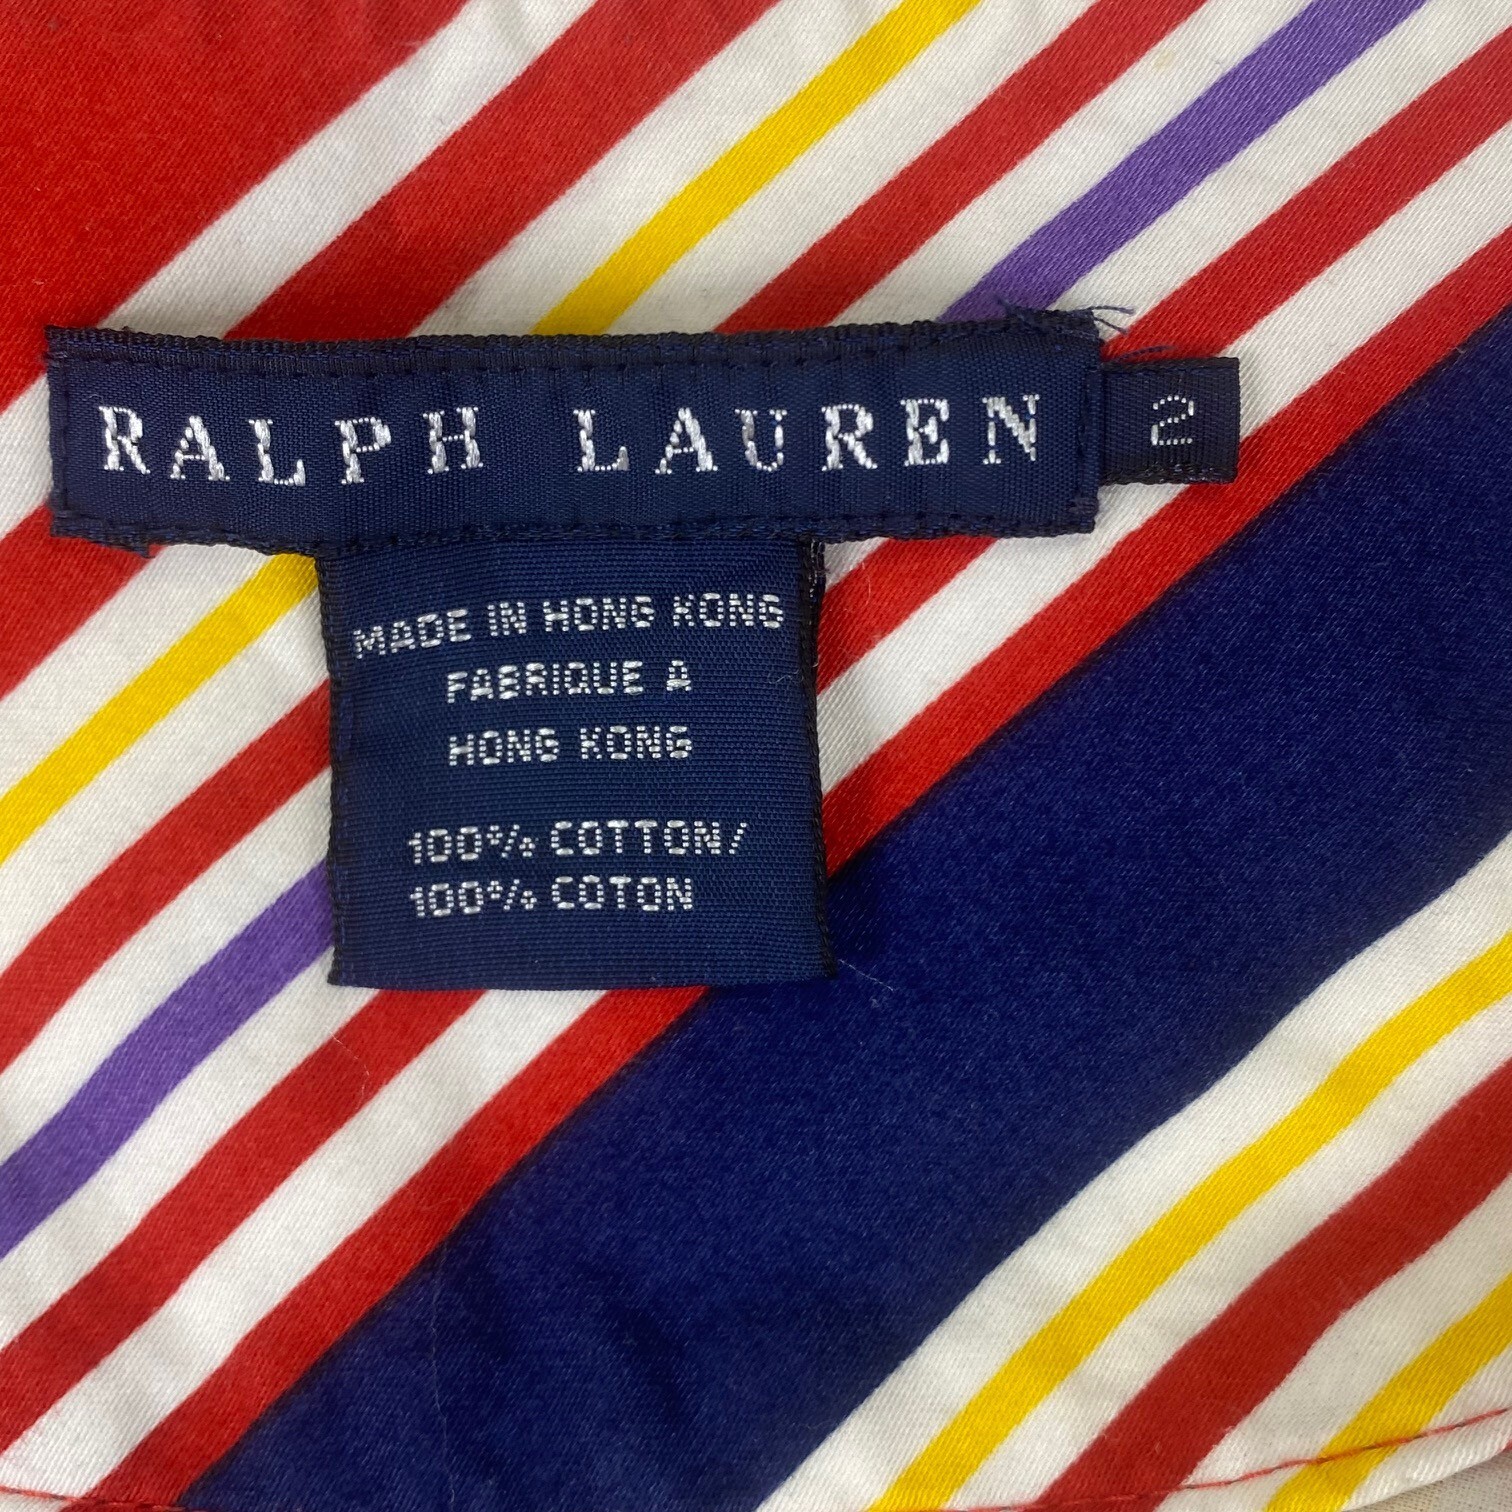 RALPH LAUREN 2
MADE IN HONG KONG
FABRIQUE A
HONG KONG
100% COTTON/
100% COTON